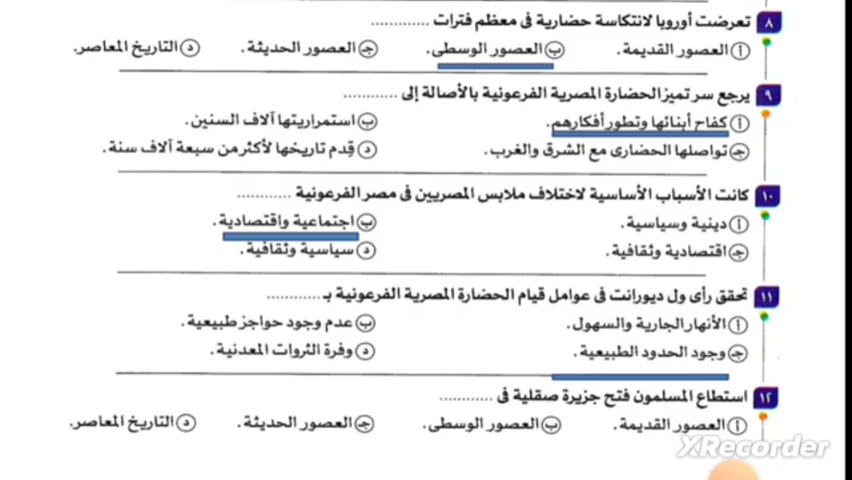 ٨ تعرضت أوروبا لانتكاسة حضارية فى معظم فترات ............
أ العصور القديمة. ب العصور الوسطى. ج العصور الحديثة. د التاريخ المعاصر.
٩ يرجع سر تميز الحضارة المصرية الفرعونية بالأصالة إلى ............
أ كفاح أبنائها وتطور أفكارهم. ب استمراريتها آلاف السنين.
ج تواصلها الحضارى مع الشرق والغرب. د قِدم تاريخها لأكثر من سبعة آلاف سنة.
١٠ كانت الأسباب الأساسية لاختلاف ملابس المصريين فى مصر الفرعونية ............
أ دينية وسياسية. ب اجتماعية واقتصادية.
ج اقتصادية وثقافية. د سياسية وثقافية.
١١ تحقق رأى ول ديورانت فى عوامل قيام الحضارة المصرية الفرعونية بـ ............
أ الأنهار الجارية والسهول. ب عدم وجود حواجز طبيعية.
ج وجود الحدود الطبيعية. د وفرة الثروات المعدنية.
١٢ استطاع المسلمون فتح جزيرة صقلية فى ............
أ العصور القديمة. ب العصور الوسطى. ج العصور الحديثة. د التاريخ المعاصر.
XRecorder